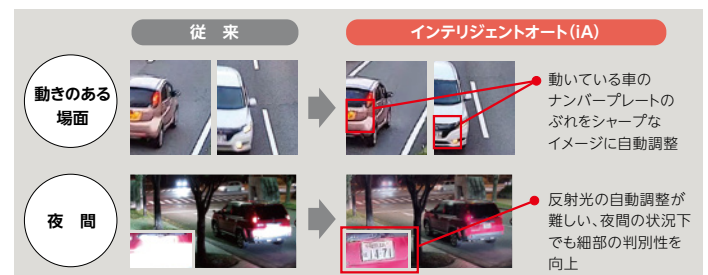 従 来
インテリジェントオート(iA)
動きのある
場面
動いている車の
ナンバープレートの
ぶれをシャープな
イメージに自動調整
夜 間
反射光の自動調整が
難しい、夜間の状況下
でも細部の判別性を
向上